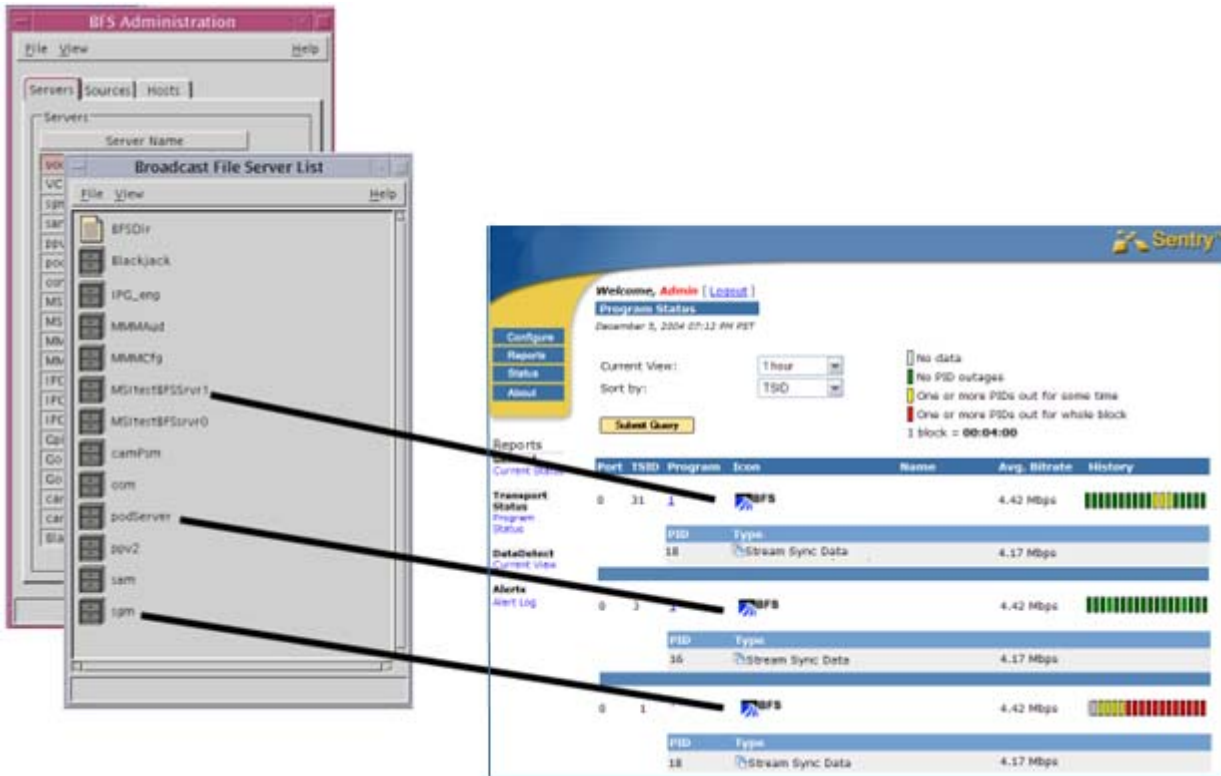 BFS Administration
File View Help
Servers Sources Hosts
Servers
Server Name
VC
MS
MS
Broadcast File Server List
File View Help
BFSDir
Blackjack
IPG_eng
MMMAud
MMMCfg
MSItestBFSSrvr1
MSItestBFSSrvr0
camPsm
osm
podServer
ppv2
sam
sgm
Sentry
Welcome, Admin [ Logout ]
Program Status
December 5, 2004 07:12 PM PST
Configure
Reports
Status
About
Current View: 1 hour
Sort by: TSID
Submit Query
No data
No PID outages
One or more PIDs out for some time
One or more PIDs out for whole block
1 block = 00:04:00
Reports
Current Status
Transport Status
Program Status
DataDetect
Current View
Alerts
Alert Log
Port TSID Program Icon Name Avg. Bitrate History
0 31 1 BFS 4.42 Mbps
PID Type
18 Stream Sync Data 4.17 Mbps
0 3 BFS 4.42 Mbps
PID Type
16 Stream Sync Data 4.17 Mbps
0 1 BFS 4.42 Mbps
PID Type
18 Stream Sync Data 4.17 Mbps